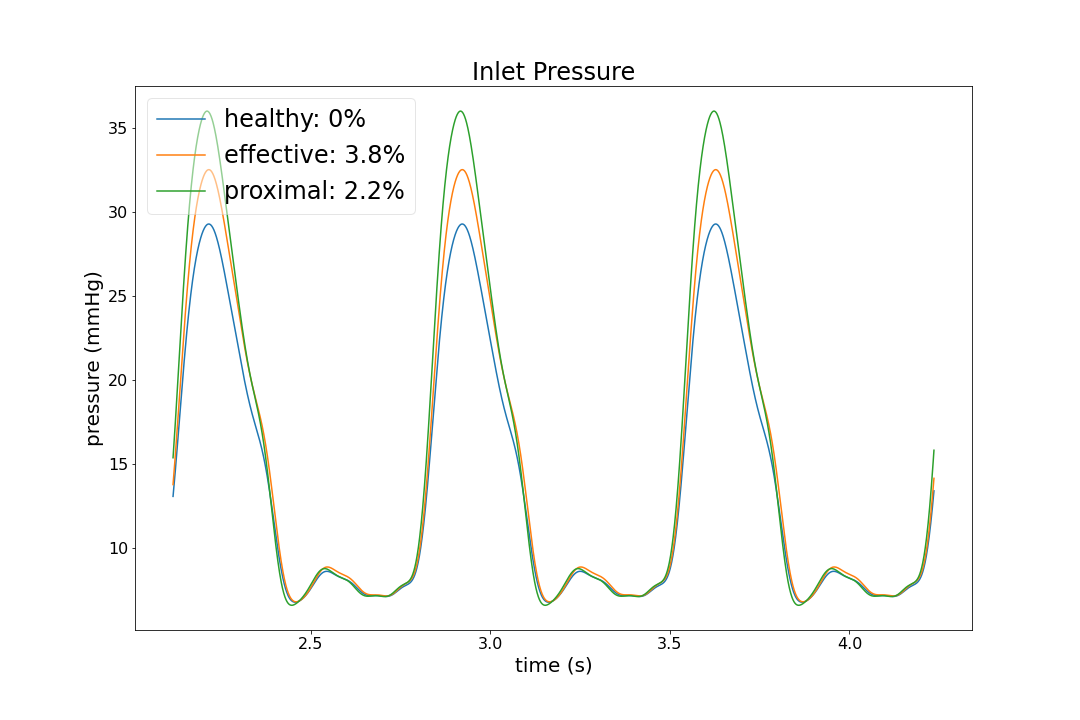 Inlet Pressure
healthy: 0%
effective: 3.8%
proximal: 2.2%
pressure (mmHg)
35
30
25
20
15
10
2.5 3.0 3.5 4.0
time (s)